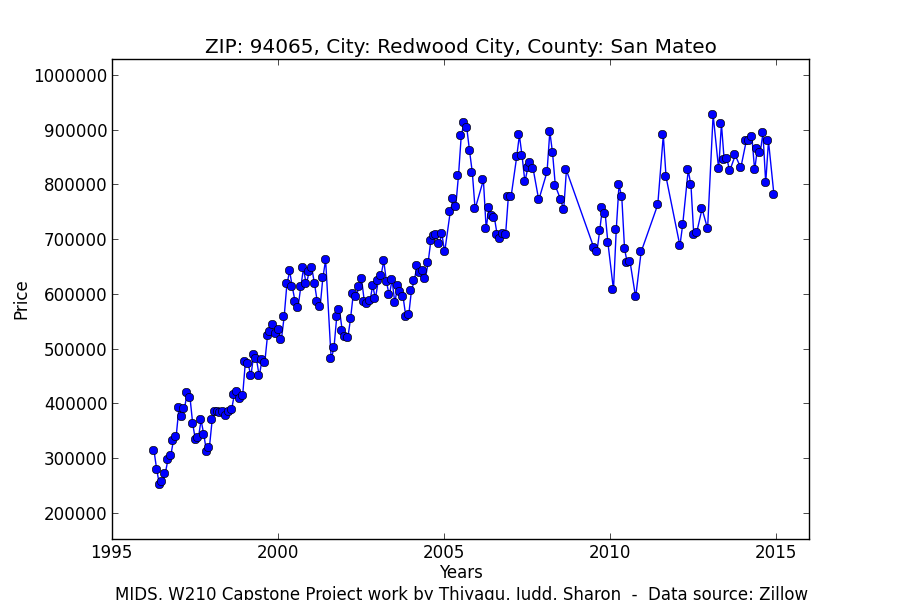 ZIP: 94065, City: Redwood City, County: San Mateo
1000000
900000
800000
700000
600000
500000
400000
300000
200000
Price
1995 2000 2005 2010 2015
Years
MIDS, W210 Capstone Project work by Thiyagu, Judd, Sharon - Data source: Zillow